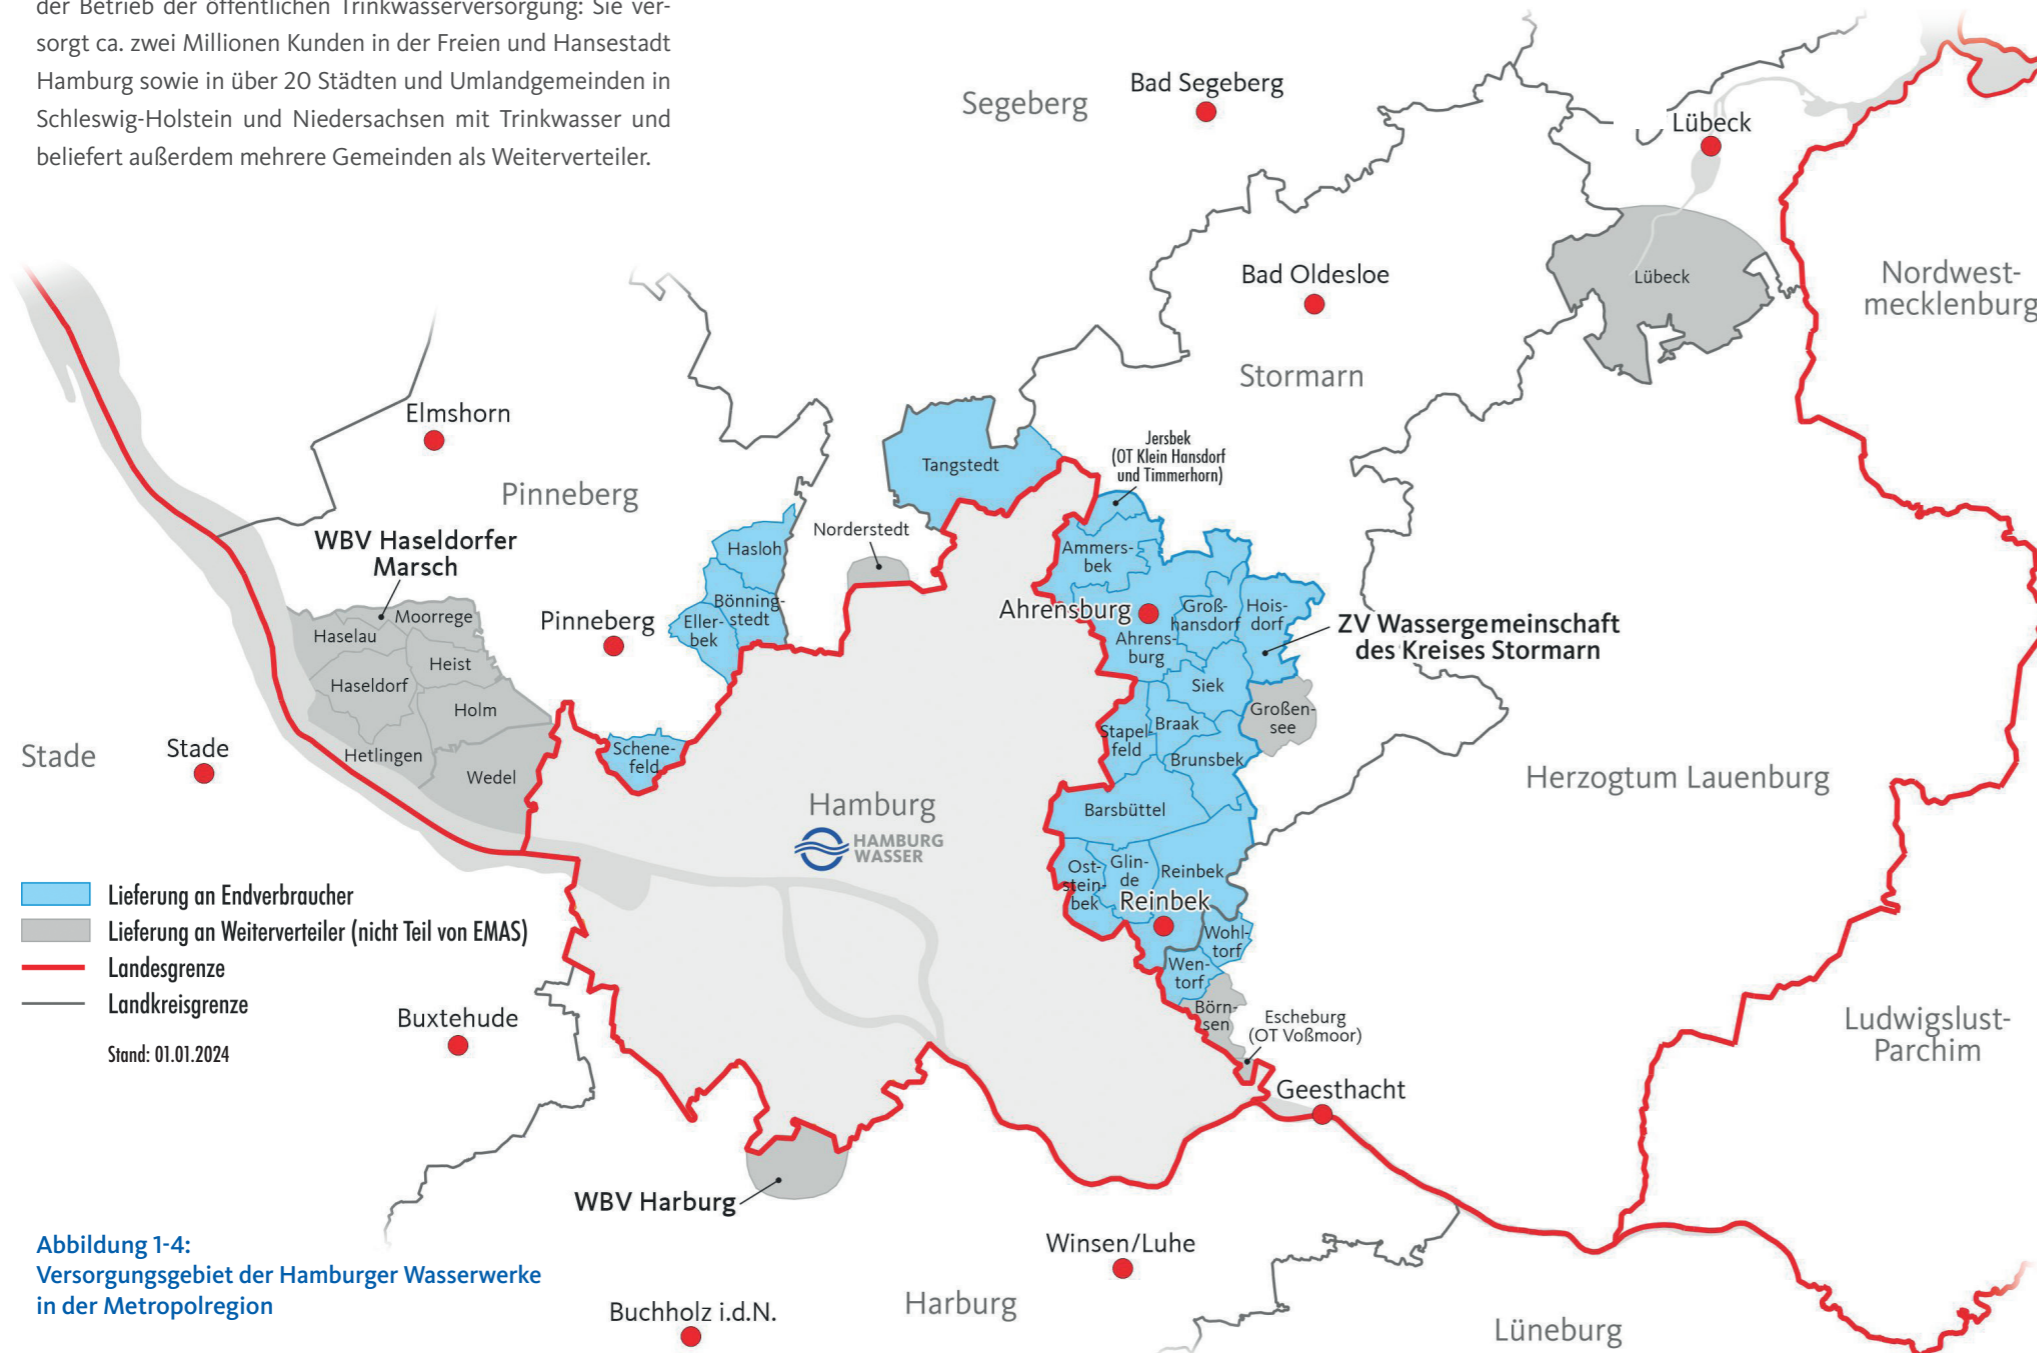 der Betrieb der öffentlichen Trinkwasserversorgung: Sie ver-
sorgt ca. zwei Millionen Kunden in der Freien und Hansestadt
Hamburg sowie in über 20 Städten und Umlandgemeinden in
Schleswig-Holstein und Niedersachsen mit Trinkwasser und
beliefert außerdem mehrere Gemeinden als Weiterverteiler.
Segeberg
Bad Segeberg
Lübeck
Bad Oldesloe
Lübeck
Nordwest-
mecklenburg
Stormarn
Elmshorn
Pinneberg
Tangstedt
Jersbek
(OT Klein Hansdorf
und Timmerhorn)
WBV Haseldorfer
Marsch
Norderstedt
Hasloh
Ammers-
bek
Bönning-
stedt
Eller-
bek
Pinneberg
Moorrege
Haselau
Heist
Haseldorf
Holm
Hetlingen
Wedel
Ahrensburg
Ahrens-
burg
Groß-
hansdorf
Hois-
dorf
ZV Wassergemeinschaft
des Kreises Stormarn
Siek
Großen-
see
Stapel-
feld
Braak
Brunsbek
Stade
Stade
Schene-
feld
Hamburg
HAMBURG
WASSER
Barsbüttel
Herzogtum Lauenburg
Ost-
stein-
bek
Glin-
de
Reinbek
Reinbek
Wohl-
torf
Wen-
torf
Börn-
sen
Escheburg
(OT Voßmoor)
Geesthacht
Ludwigslust-
Parchim
Lieferung an Endverbraucher
Lieferung an Weiterverteiler (nicht Teil von EMAS)
Landesgrenze
Landkreisgrenze
Stand: 01.01.2024
Buxtehude
WBV Harburg
Winsen/Luhe
Abbildung 1-4:
Versorgungsgebiet der Hamburger Wasserwerke
in der Metropolregion
Buchholz i.d.N.
Harburg
Lüneburg